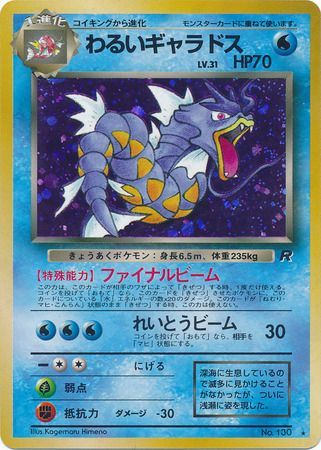 1進化
コイキングから進化
モンスターカードに重ねて使います
わるいギャラドス
LV.31 HP70
きょうあくポケモン:身長6.5m、体重235kg
R
【特殊能力】ファイナルビーム
れいとうビーム 30
コインを投げて「おもて」なら、相手を
「マヒ」状態にする。
にげる
弱点
抵抗力 ダメージ -30
深海に生息しているの
で滅多に見かけること
がなかったが、ついに
浅瀬に姿を現した。
Illus. Kagemaru Himeno
No. 130 ★